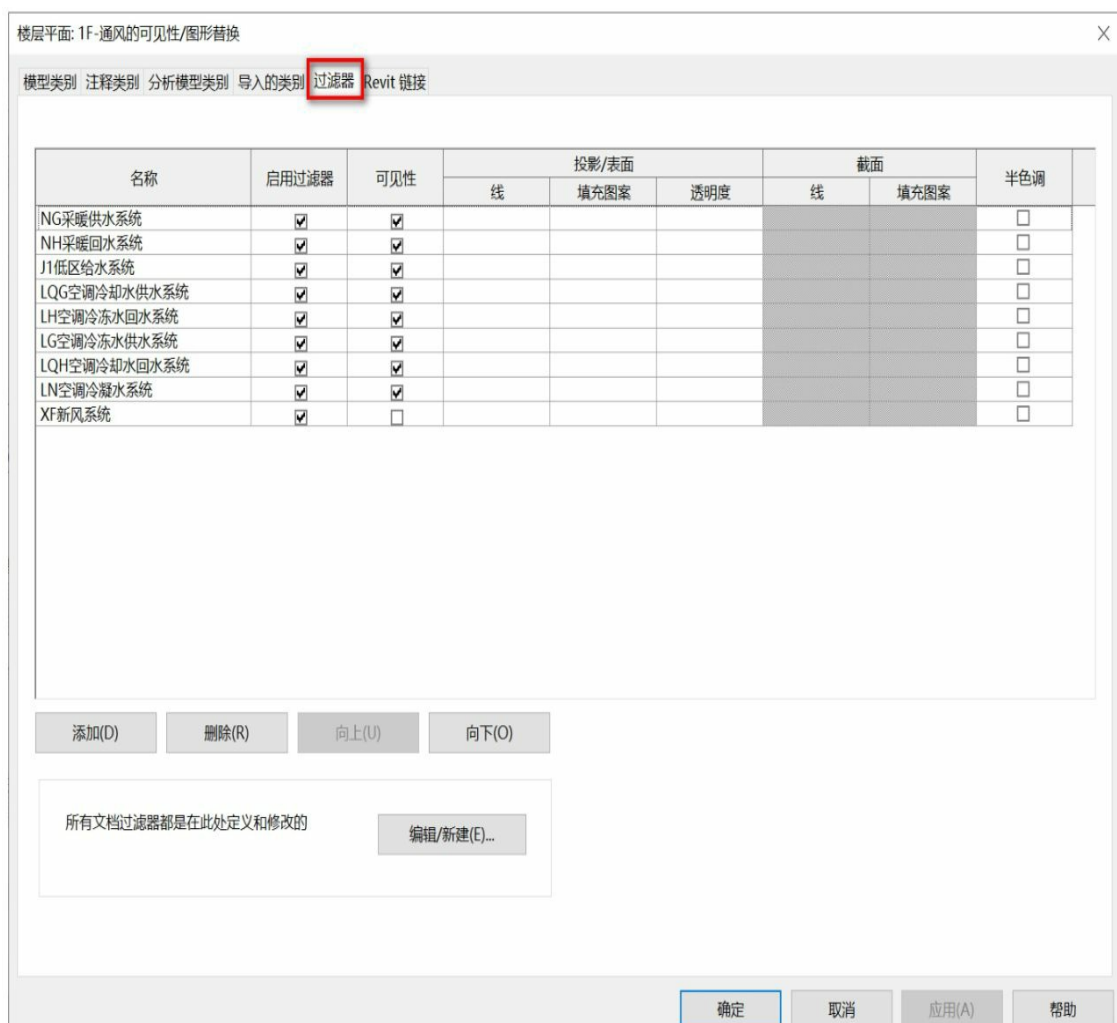 楼层平面: 1F-通风的可见性/图形替换
模型类别 注释类别 分析模型类别 导入的类别 过滤器 Revit 链接
名称 启用过滤器 可见性 投影/表面 截面 半色调
线 填充图案 透明度 线 填充图案
NG采暖供水系统
NH采暖回水系统
J1低区给水系统
LQG空调冷却水供水系统
LH空调冷冻水回水系统
LG空调冷冻水供水系统
LQH空调冷却水回水系统
LN空调冷凝水系统
XF新风系统
添加(D) 删除(R) 向上(U) 向下(O)
所有文档过滤器都是在此处定义和修改的 编辑/新建(E)...
确定 取消 应用(A) 帮助